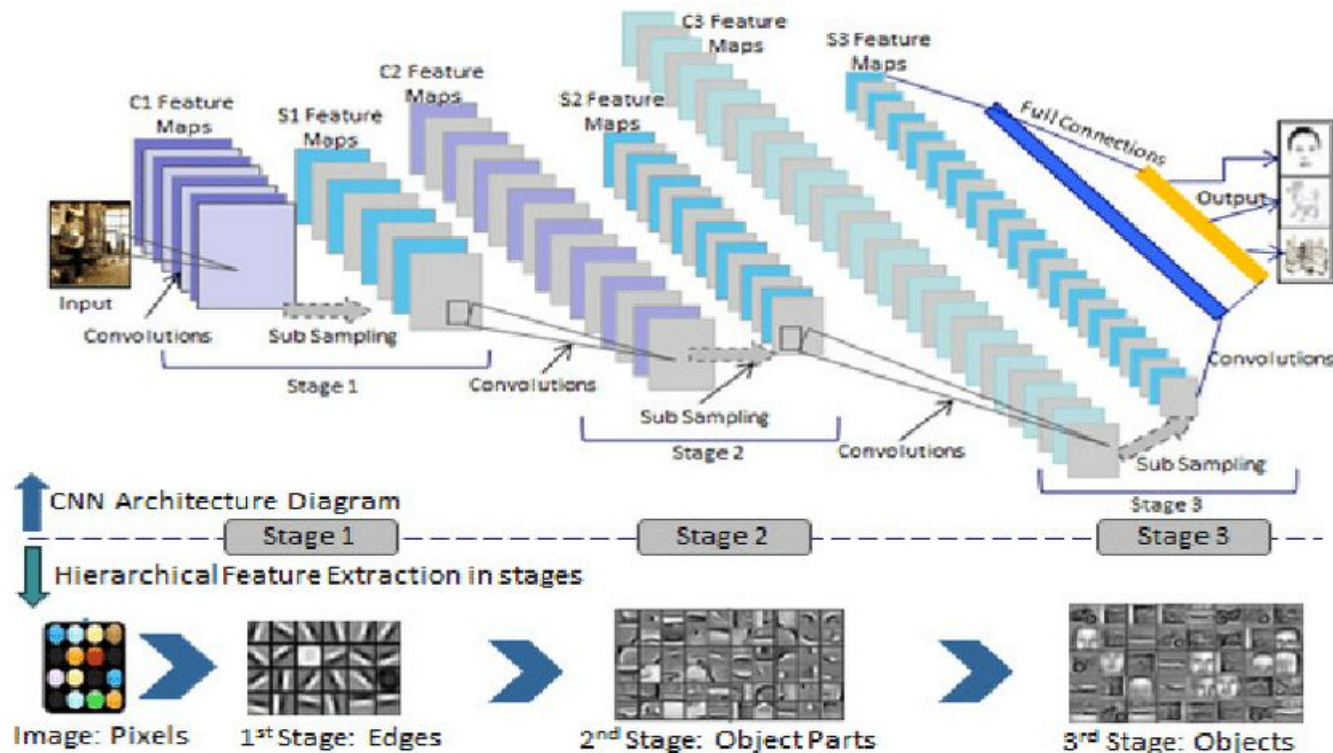 C1 Feature
Maps
S1 Feature
Maps
C2 Feature
Maps
S2 Feature
Maps
C3 Feature
Maps
S3 Feature
Maps
Full Connections
Output
Input
Convolutions
Sub Sampling
Stage 1
Convolutions
Sub Sampling
Stage 2
Convolutions
Convolutions
Sub Sampling
Stage 3
CNN Architecture Diagram
Stage 1
Stage 2
Stage 3
Hierarchical Feature Extraction in stages
Image: Pixels
1st Stage: Edges
2nd Stage: Object Parts
3rd Stage: Objects